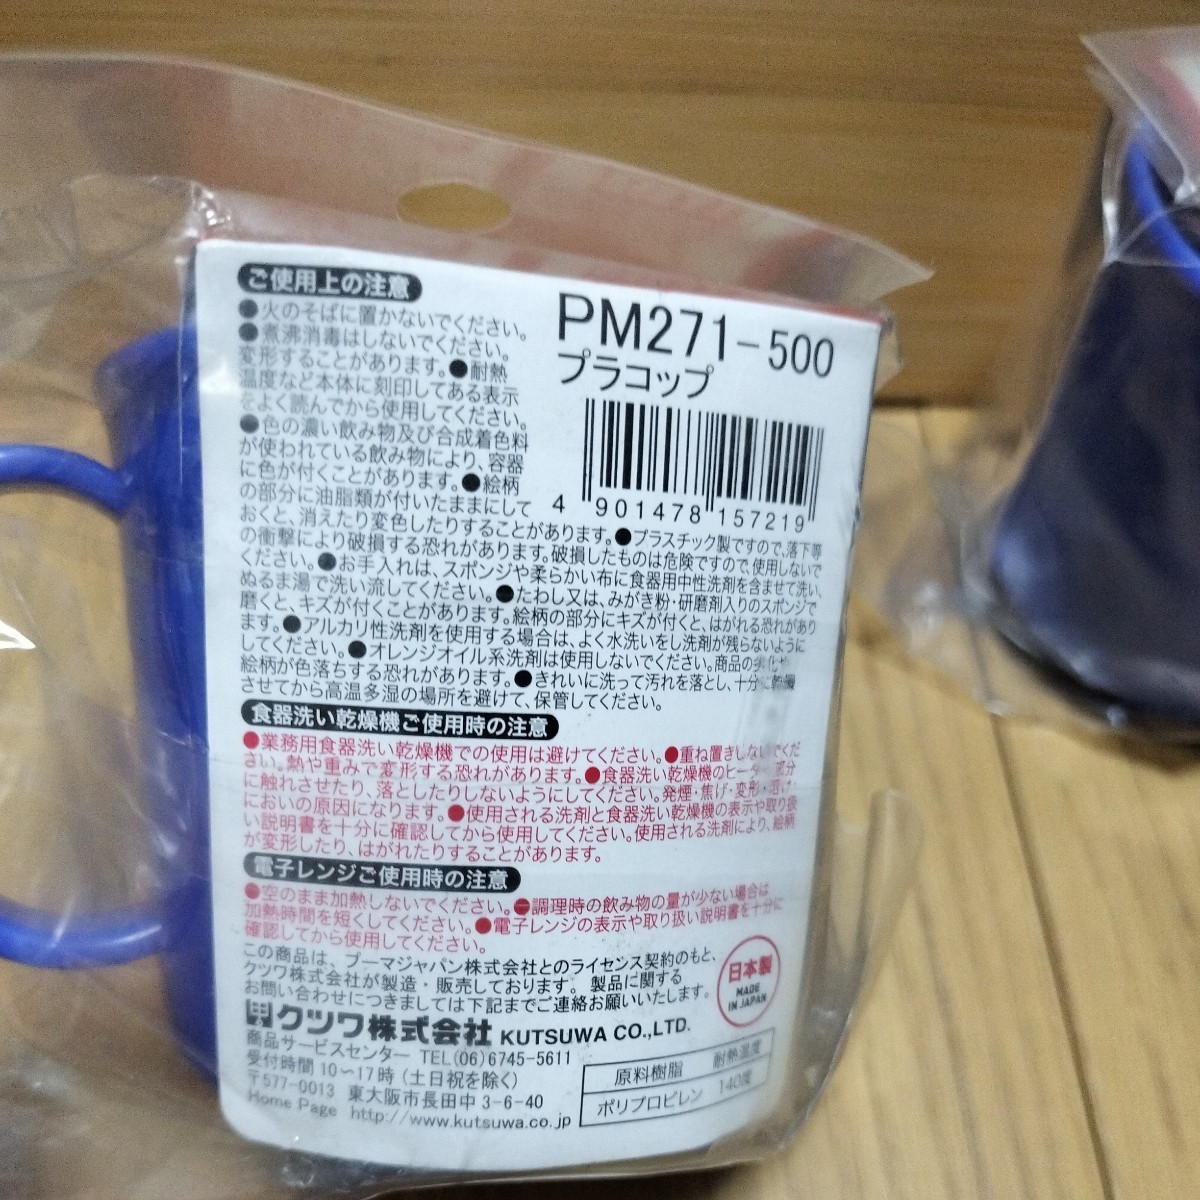 ご使用上の注意
●火のそばに置かないでください。
●煮沸消毒はしないでください。
変形することがあります。●耐熱
温度など本体に刻印してある表示
をよく読んでから使用してください。
●色の濃い飲み物及び合成着色料
が使われている飲み物により、容器
に色が付くことがあります。●絵柄
の部分に油脂類が付いたままにして
おくと、消えたり変色したりすることがあります。●プラスチック製ですので、落下等
の衝撃により破損する恐れがあります。破損したものは危険ですので、使用しないで
ください。●お手入れは、スポンジや柔らかい布に食器用中性洗剤を含ませて洗い、
ぬるま湯で洗い流してください。●たわし又は、みがき粉・研磨剤入りのスポンジで
磨くと、キズが付くことがあります。絵柄の部分にキズが付くと、はがれる恐れがあり
ます。●アルカリ性洗剤を使用する場合は、よく水洗いをし洗剤が残らないように
してください。●オレンジオイル系洗剤は使用しないでください。商品の劣化や
絵柄が色落ちする恐れがあります。●きれいに洗って汚れを落とし、十分に乾燥
させてから高温多湿の場所を避けて、保管してください。
PM271-500
プラコップ
4 901478 157219
食器洗い乾燥機ご使用時の注意
●業務用食器洗い乾燥機での使用は避けてください。●重ね置きしないでくだ
さい。熱や重みで変形する恐れがあります。●食器洗い乾燥機のヒーター部分
に触れさせたり、落としたりしないようにしてください。発煙・焦げ・変形・溶け・
においの原因になります。●使用される洗剤と食器洗い乾燥機の表示や取り扱
い説明書を十分に確認してから使用してください。使用される洗剤により、絵柄
が変形したり、はがれたりすることがあります。
電子レンジご使用時の注意
●空のまま加熱しないでください。●調理時の飲み物の量が少ない場合は
加熱時間を短くしてください。●電子レンジの表示や取り扱い説明書を十分に
確認してから使用してください。
この商品は、プーマジャパン株式会社とのライセンス契約のもと、
クツワ株式会社が製造・販売しております。製品に関する
お問い合わせにつきましては下記までご連絡お願いいたします。
日本製
MADE
IN JAPAN
クツワ株式会社 KUTSUWA CO.,LTD.
商品サービスセンター TEL(06)6745-5611
受付時間 10〜17時 (土日祝を除く)
〒577-0013 東大阪市長田中 3-6-40
Home Page http://www.kutsuwa.co.jp
原料樹脂 耐熱温度
ポリプロピレン 140度